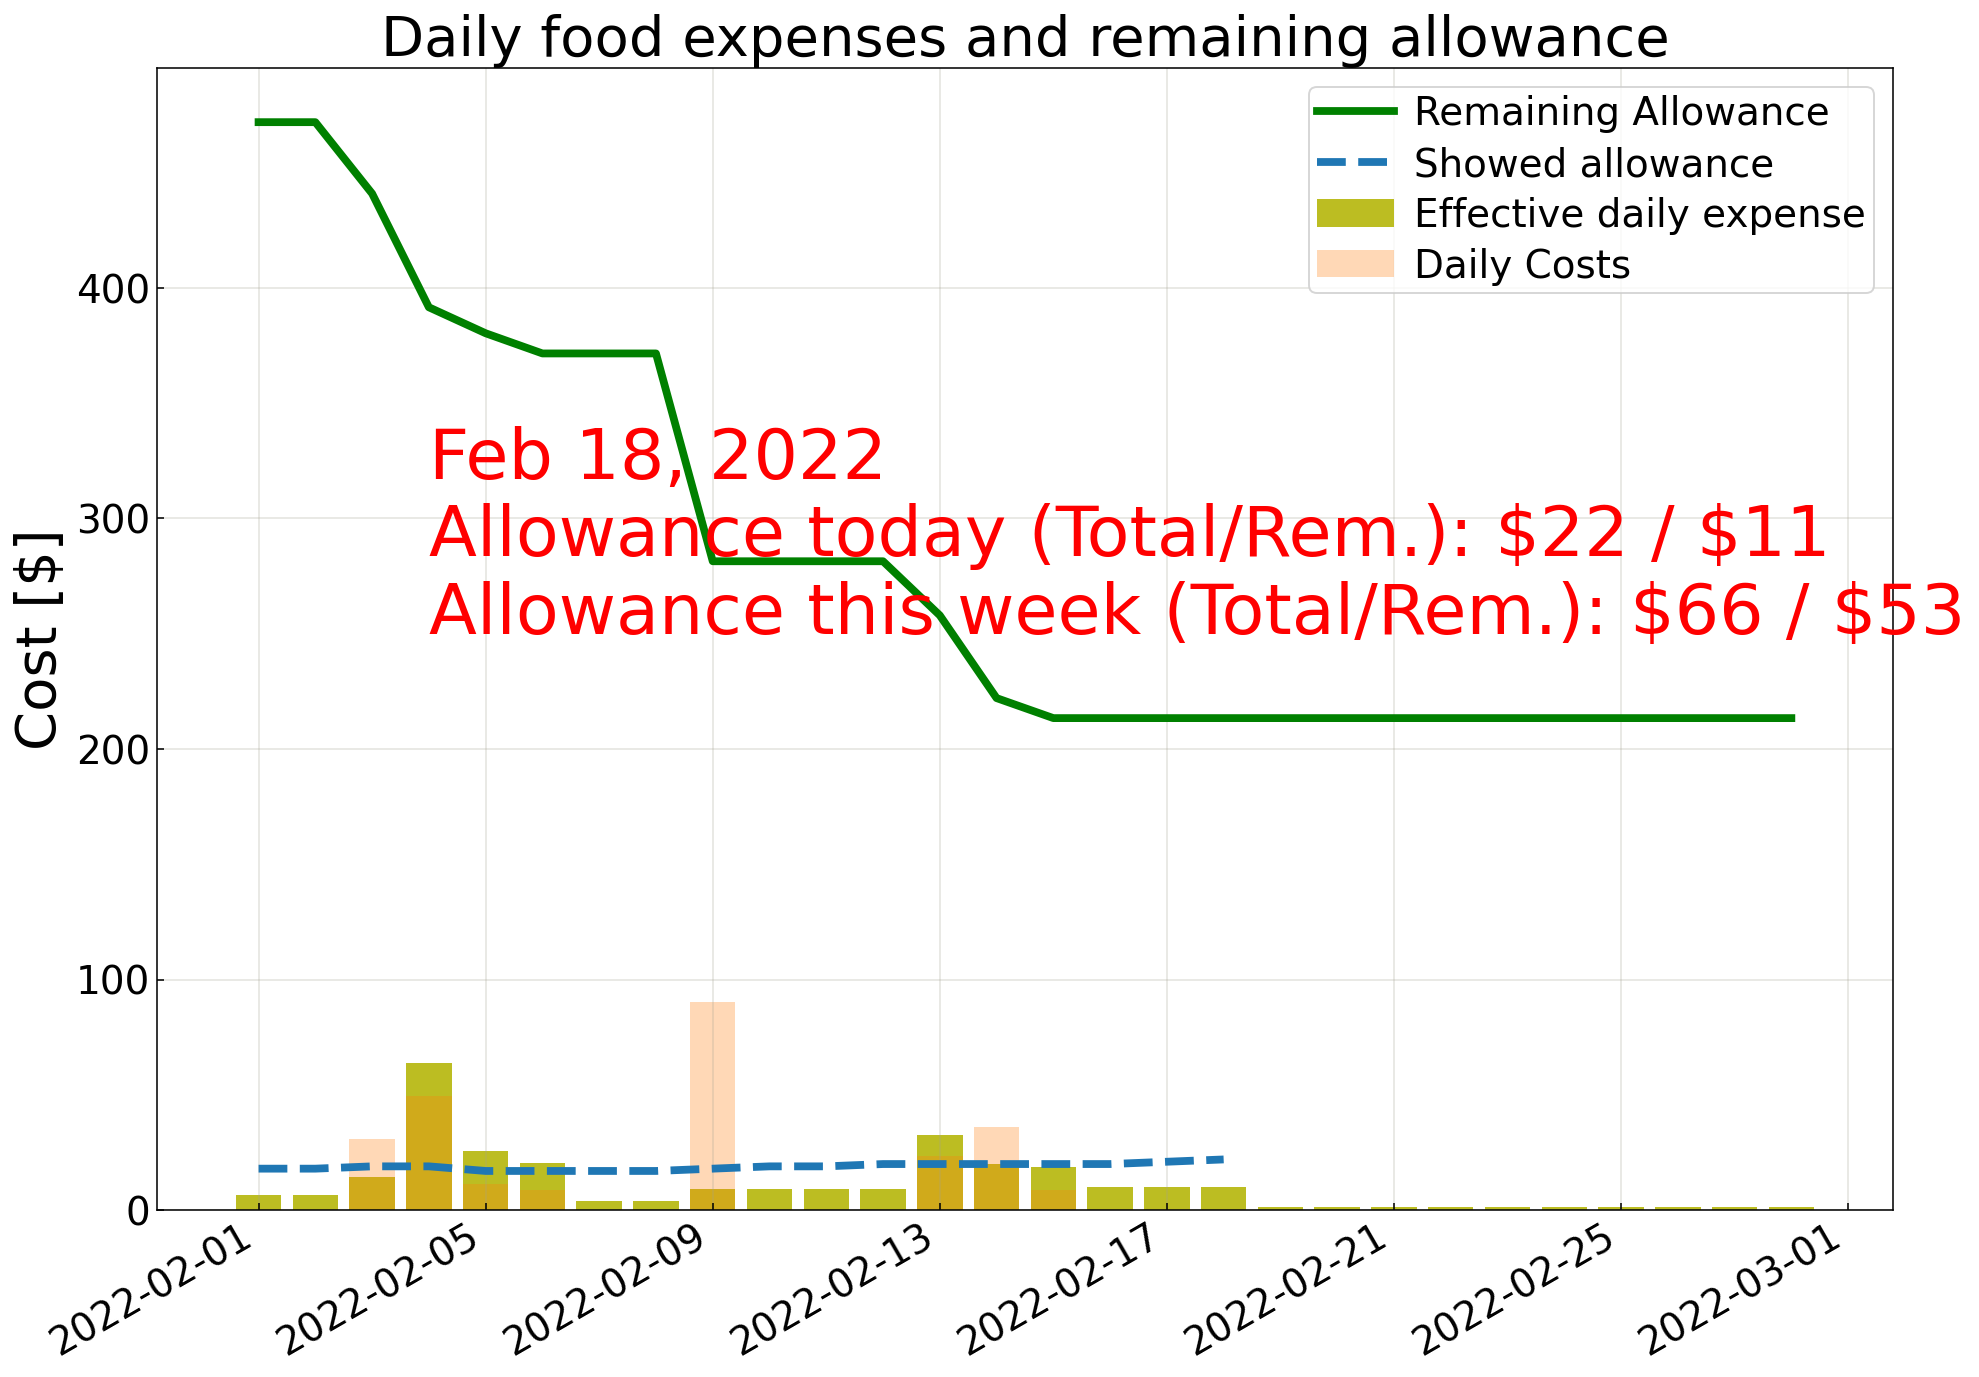 Daily food expenses and remaining allowance
Remaining Allowance
Showed allowance
Effective daily expense
Daily Costs
Feb 18, 2022
Allowance today (Total/Rem.): $22 / $11
Allowance this week (Total/Rem.): $66 / $53
Cost [$]
400
300
200
100
0
2022-02-01
2022-02-05
2022-02-09
2022-02-13
2022-02-17
2022-02-21
2022-02-25
2022-03-01